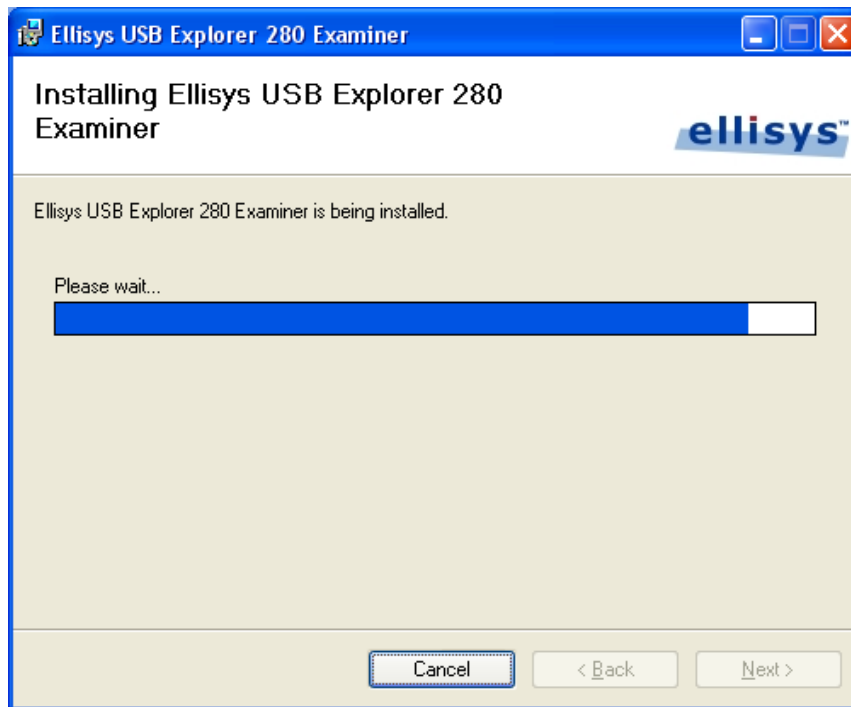 Ellisys USB Explorer 280 Examiner
Installing Ellisys USB Explorer 280
Examiner
ellisys™
Ellisys USB Explorer 280 Examiner is being installed.
Please wait...
Cancel
< Back
Next >